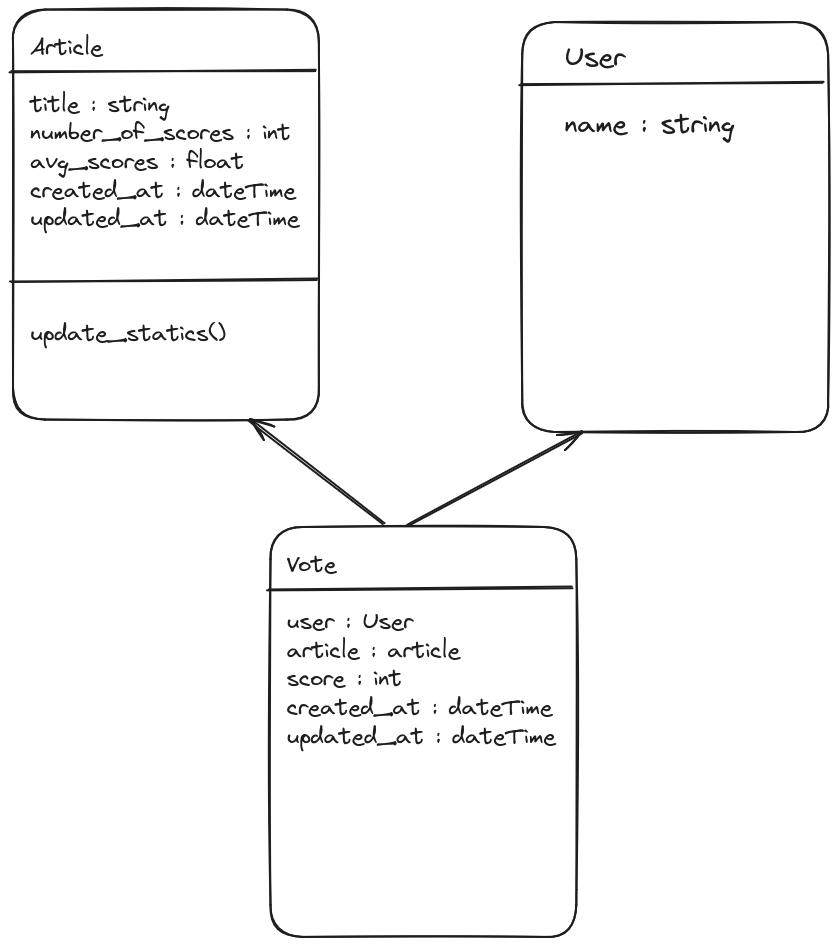 Article
title : string
number_of_scores : int
avg_scores : float
created_at : dateTime
updated_at : dateTime
update_statics()
User
name : string
Vote
user : User
article : article
score : int
created_at : dateTime
updated_at : dateTime